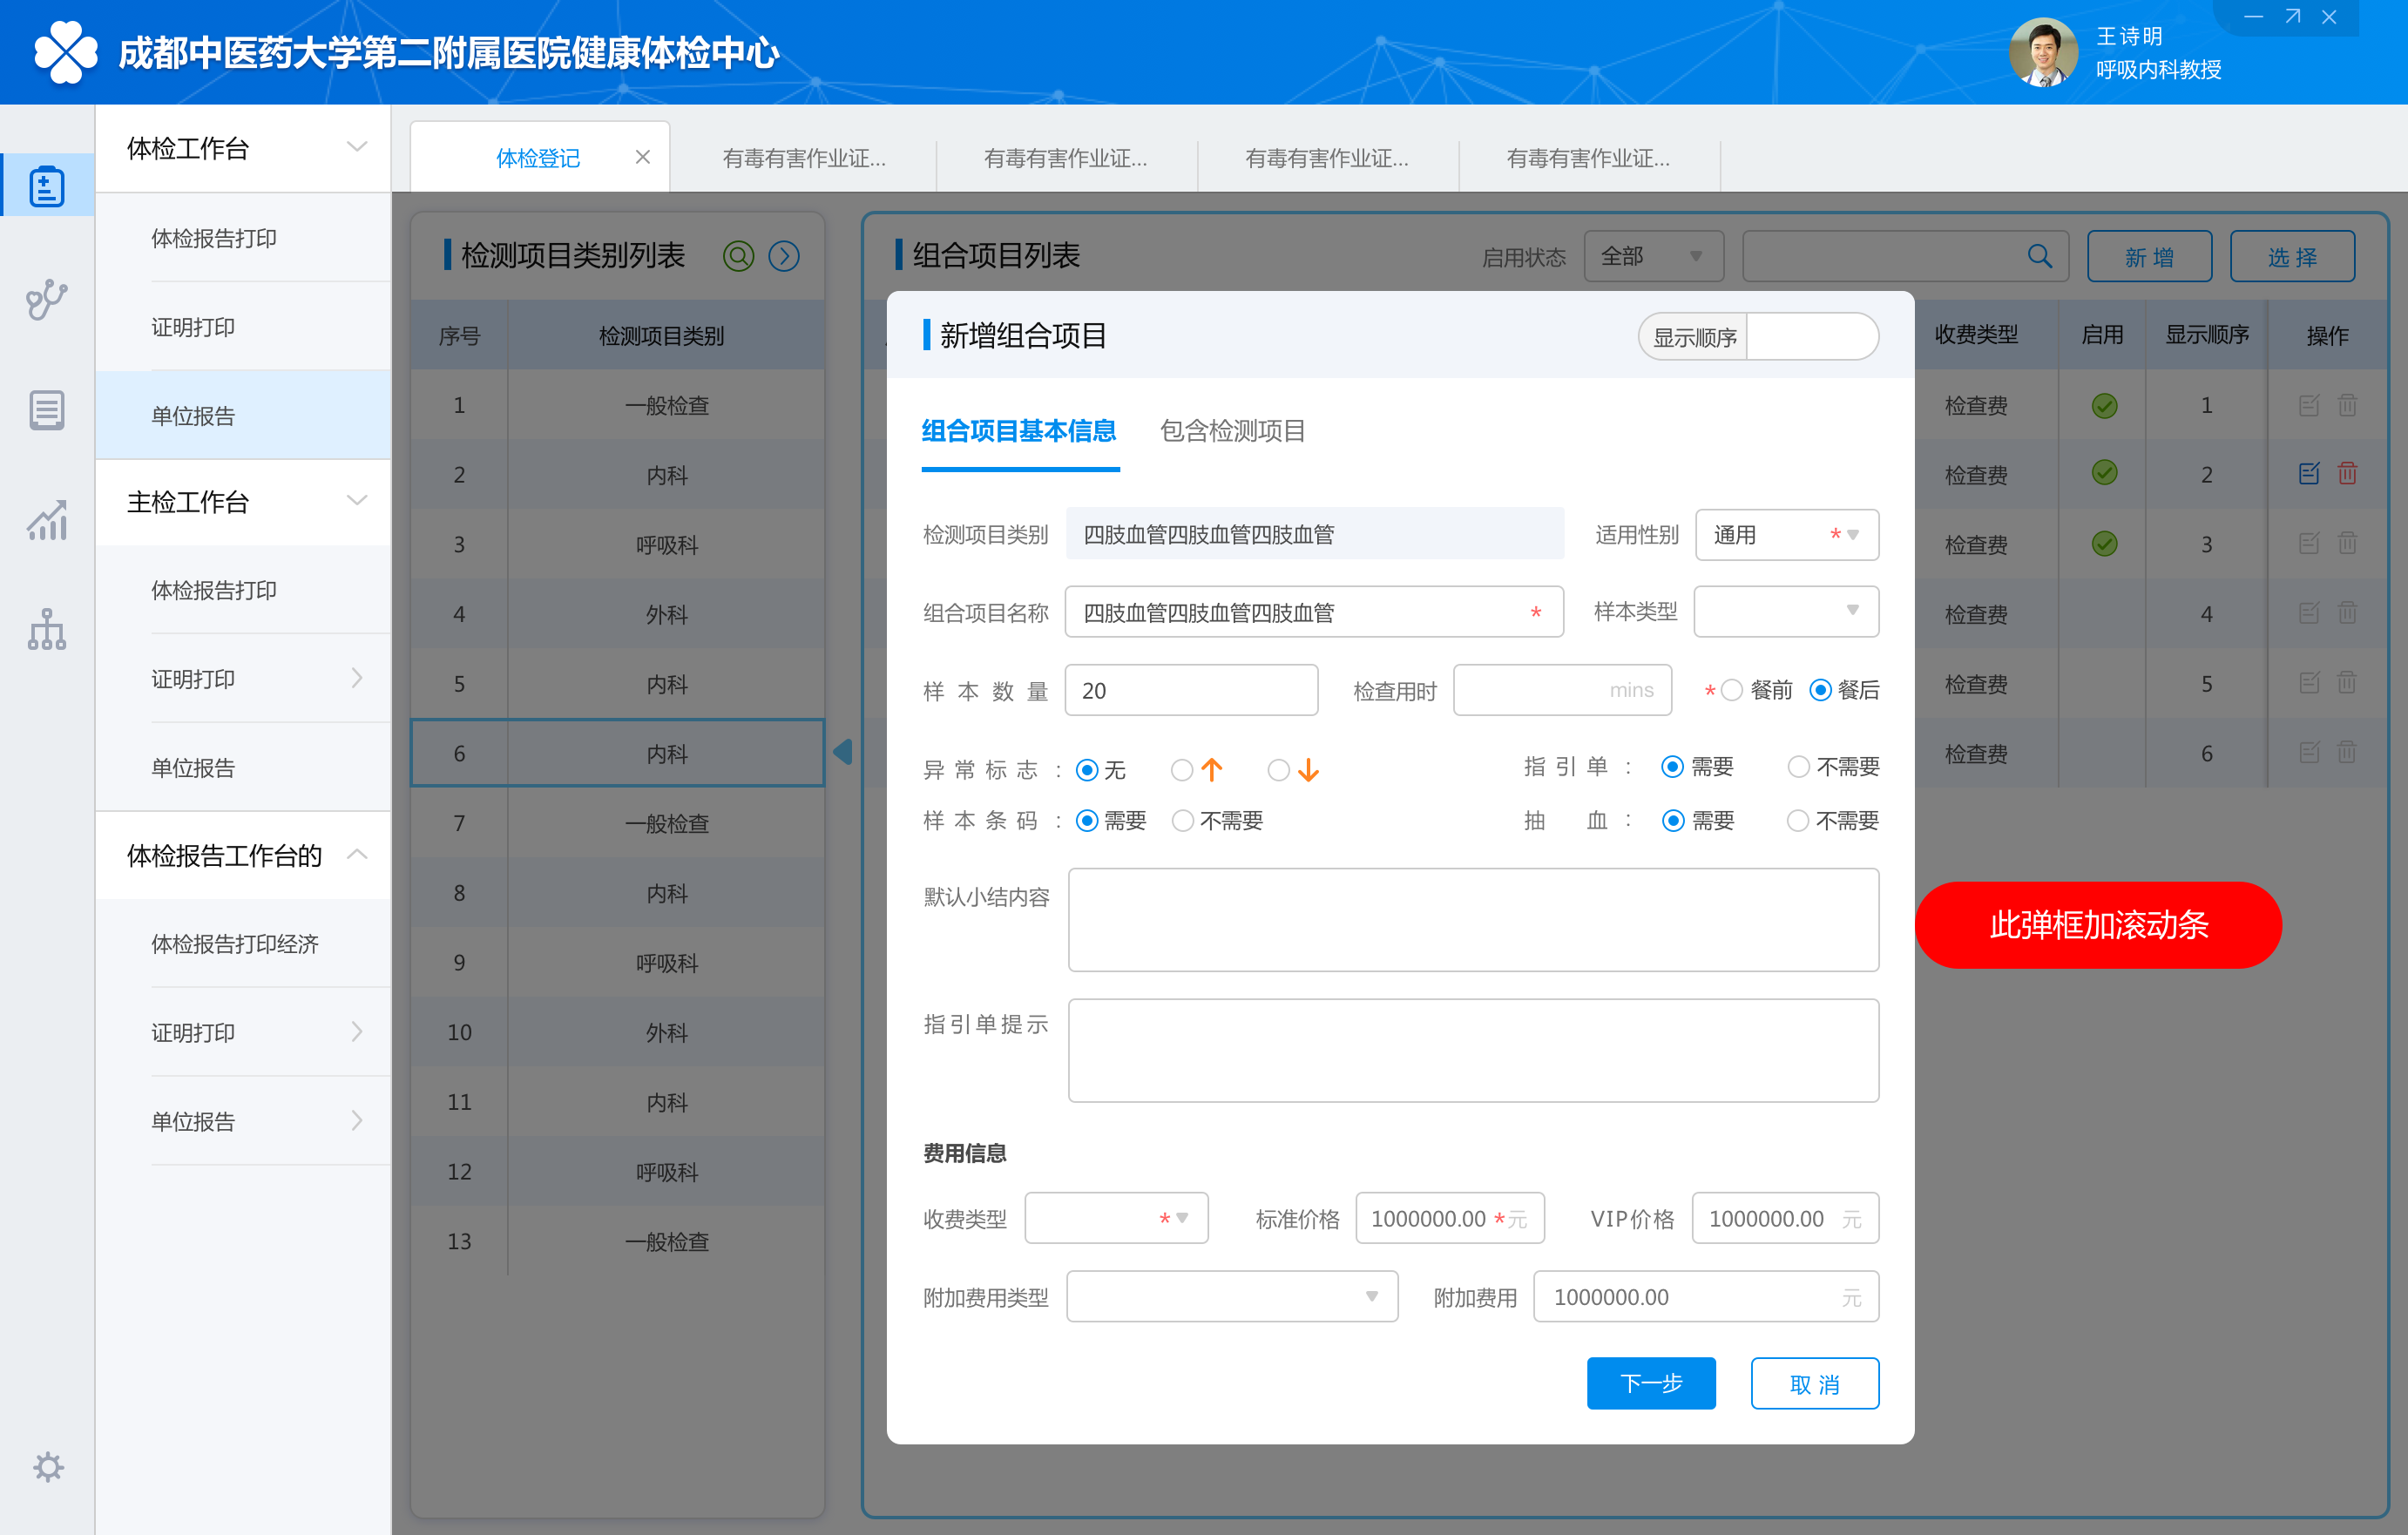 成都中医药大学第二附属医院健康体检中心
王诗明
呼吸内科教授
体检工作台
体检报告打印
证明打印
单位报告
主检工作台
体检报告打印
证明打印
单位报告
体检报告工作台的
体检报告打印经济
证明打印
单位报告
体检登记
有毒有害作业证...
有毒有害作业证...
有毒有害作业证...
有毒有害作业证...
检测项目类别列表
序号 检测项目类别
1 一般检查
2 内科
3 呼吸科
4 外科
5 内科
6 内科
7 一般检查
8 内科
9 呼吸科
10 外科
11 内科
12 呼吸科
13 一般检查
组合项目列表
启用状态 全部
新 增
选 择
收费类型 启用 显示顺序 操作
检查费 1
检查费 2
检查费 3
检查费 4
检查费 5
检查费 6
新增组合项目
显示顺序
组合项目基本信息 包含检测项目
检测项目类别 四肢血管四肢血管四肢血管 适用性别 通用 *
组合项目名称 四肢血管四肢血管四肢血管 * 样本类型
样本数量 20 检查用时 mins * 餐前 餐后
异常标志: 无 指引单: 需要 不需要
样本条码: 需要 不需要 抽血: 需要 不需要
默认小结内容
指引单提示
费用信息
收费类型 * 标准价格 1000000.00 * 元 VIP价格 1000000.00 元
附加费用类型 附加费用 1000000.00 元
下一步 取 消
此弹框加滚动条